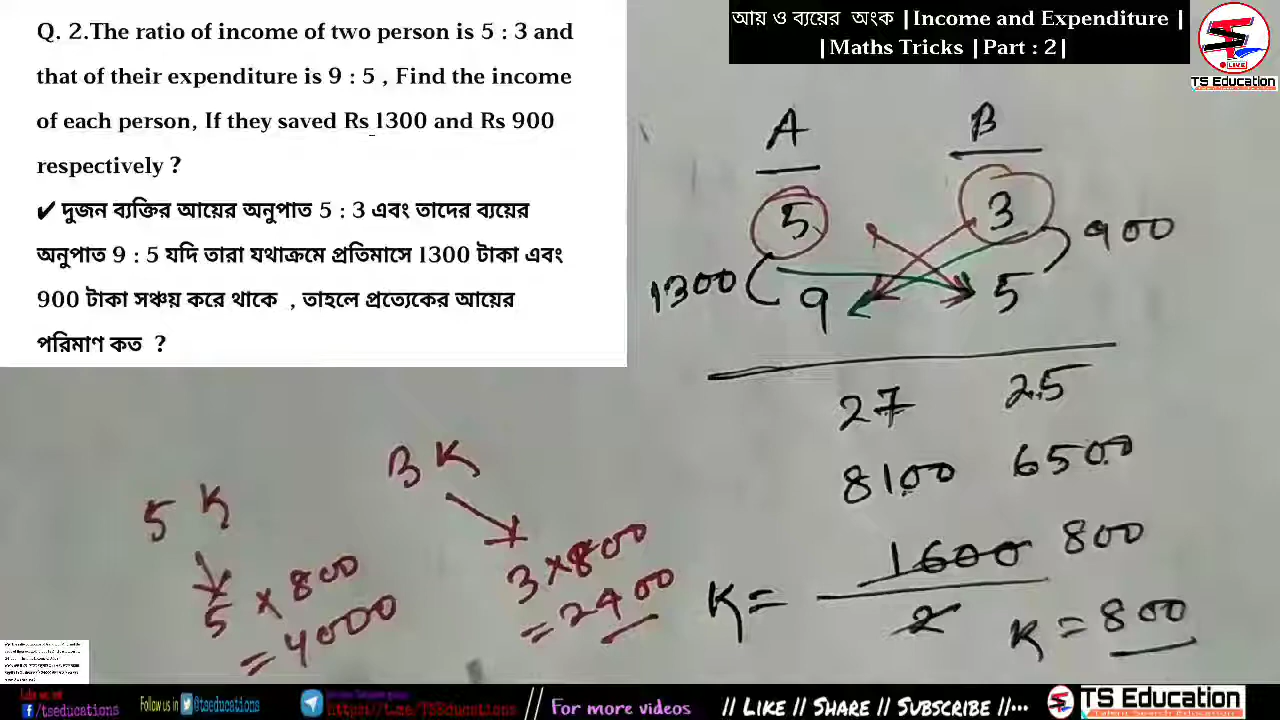 Q. 2.The ratio of income of two person is 5 : 3 and
that of their expenditure is 9 : 5 , Find the income
of each person, If they saved Rs 1300 and Rs 900
respectively ?
✔ দুজন ব্যক্তির আয়ের অনুপাত 5 : 3 এবং তাদের ব্যয়ের
অনুপাত 9 : 5 যদি তারা যথাক্রমে প্রতিমাসে 1300 টাকা এবং
900 টাকা সঞ্চয় করে থাকে , তাহলে প্রত্যেকের আয়ের
পরিমাণ কত ?
আয় ও ব্যয়ের অংক |Income and Expenditure |
|Maths Tricks |Part : 2|
LIVE
TS Education
A B
5 3
1300 900
9 5
27 25
8100 6500
1600 800
K = 2
K = 800
5 K
5 × 800
= 4000
3 K
3 × 800
= 2400
/tseducations
Follow us in @tseducations
https://t.me/TSEducations
For more videos
// Like // Share // Subscribe //...
TS Education